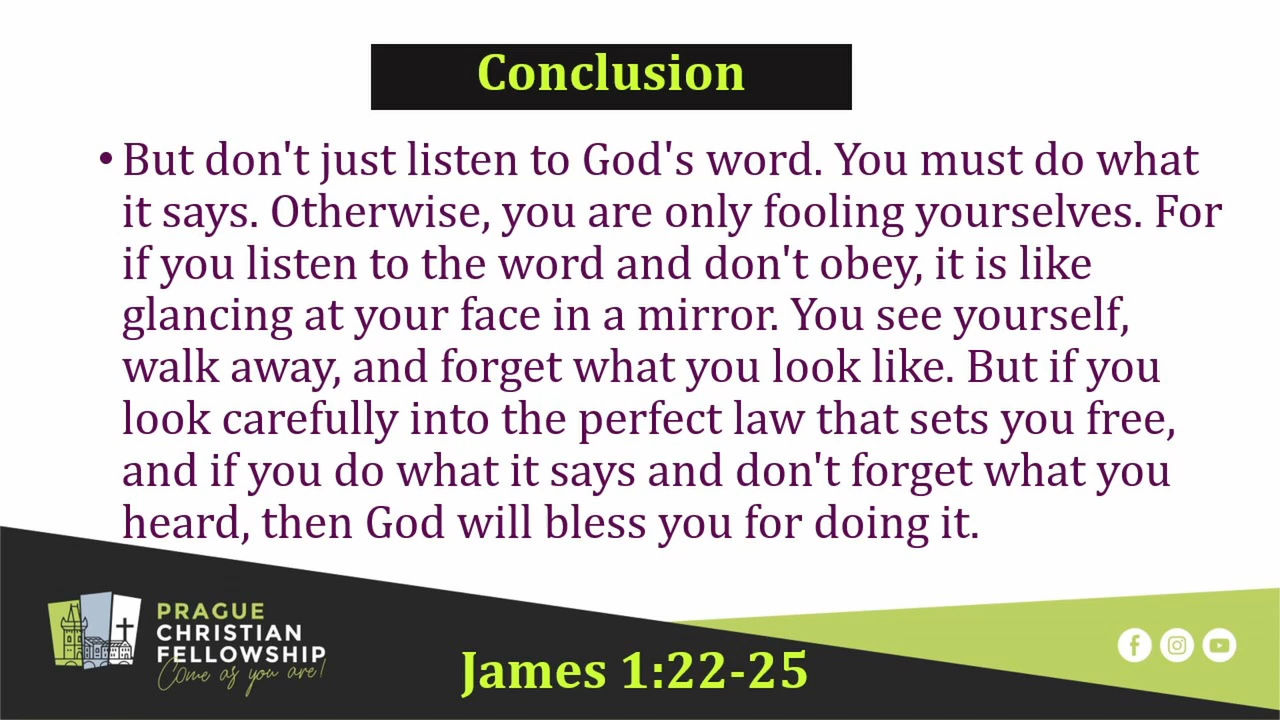 Conclusion
• But don't just listen to God's word. You must do what
it says. Otherwise, you are only fooling yourselves. For
if you listen to the word and don't obey, it is like
glancing at your face in a mirror. You see yourself,
walk away, and forget what you look like. But if you
look carefully into the perfect law that sets you free,
and if you do what it says and don't forget what you
heard, then God will bless you for doing it.
PRAGUE
CHRISTIAN
FELLOWSHIP
Come as you are!
James 1:22-25